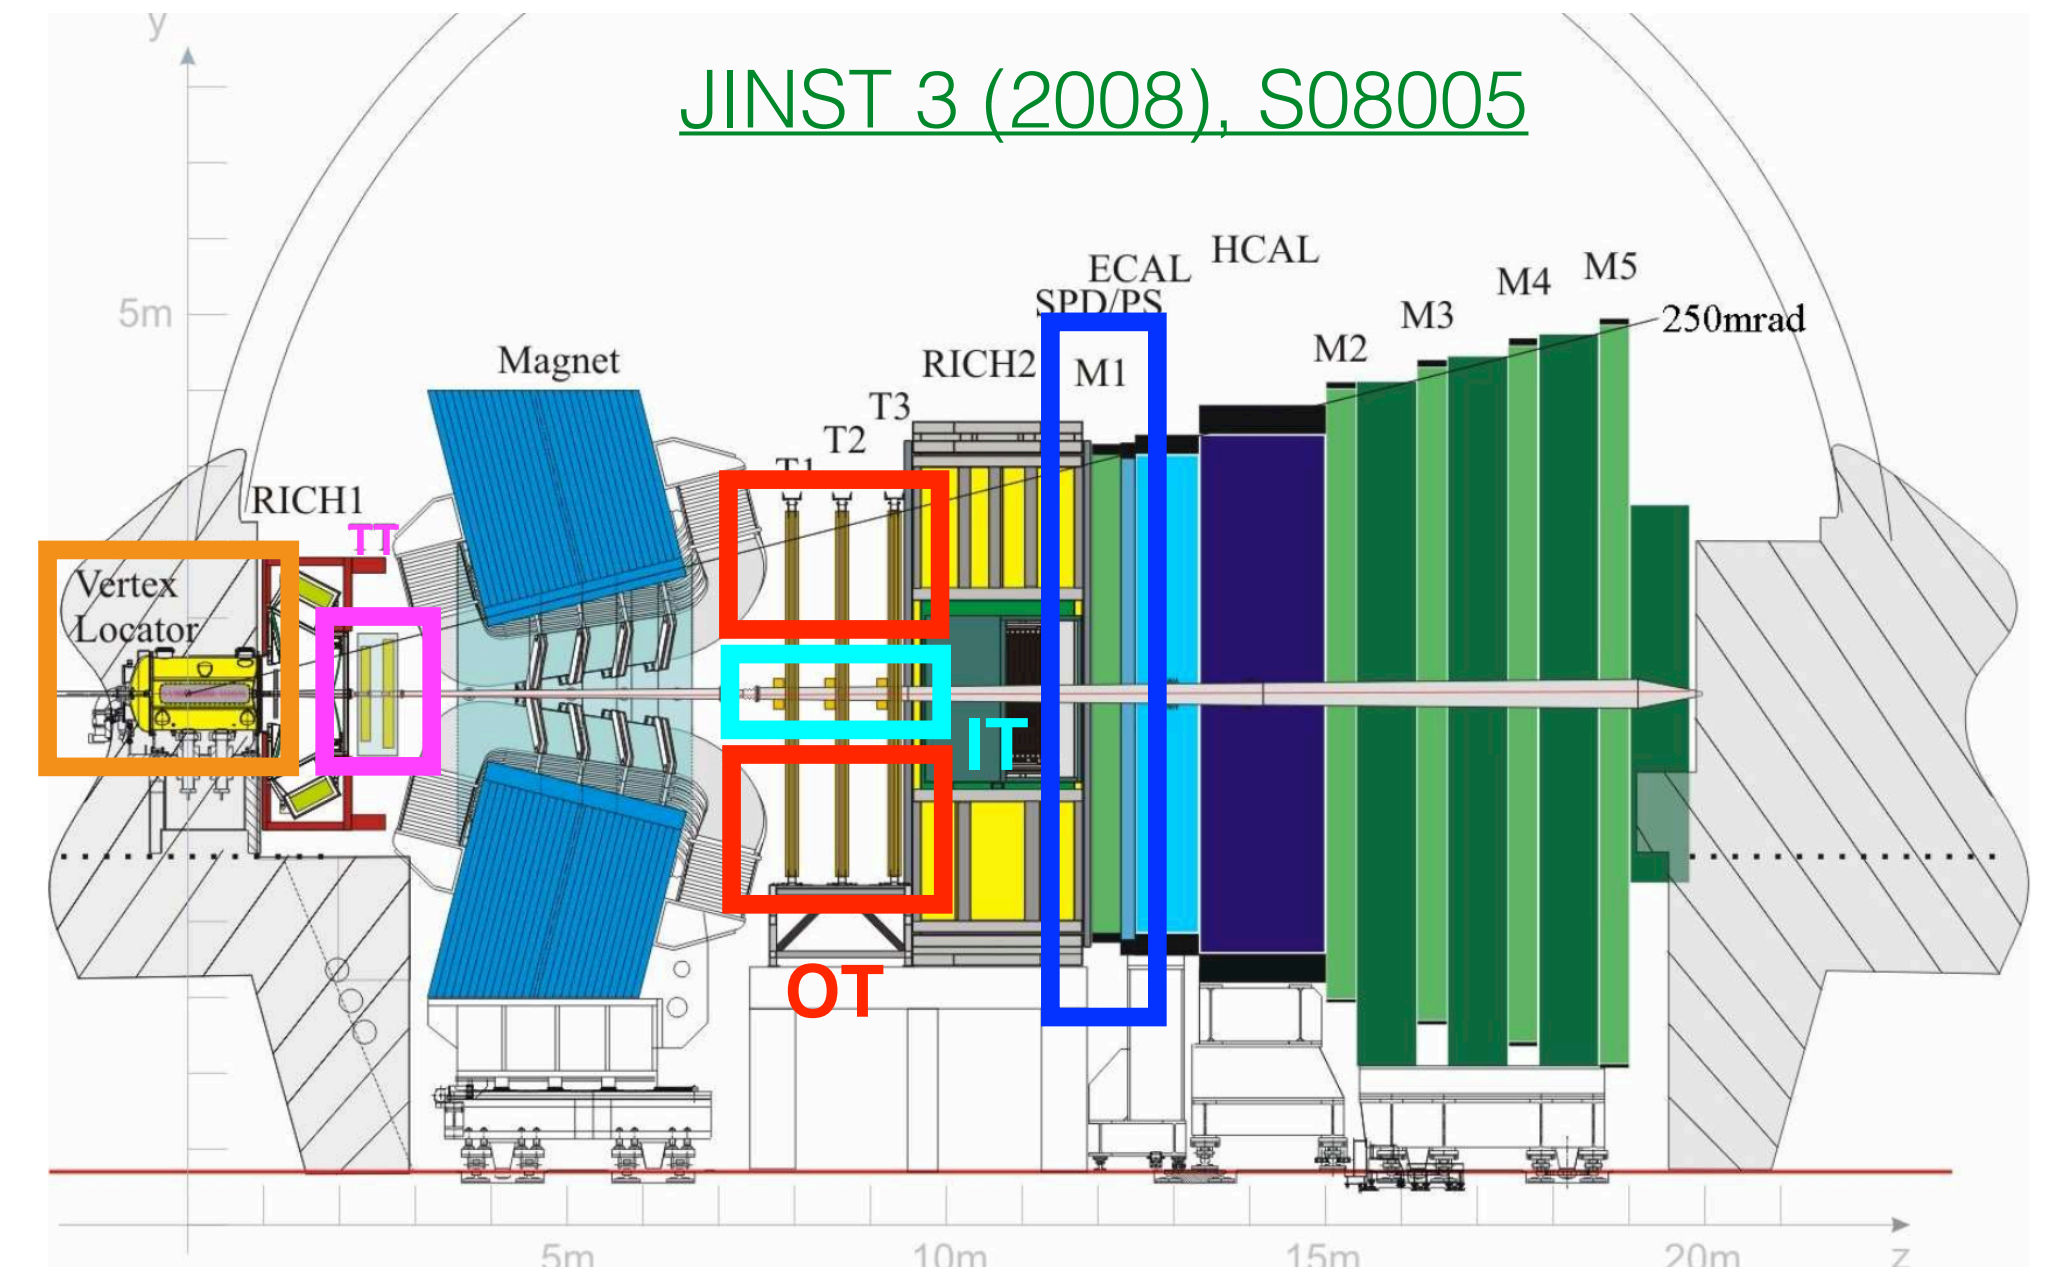 y
JINST 3 (2008), S08005
HCAL
ECAL
SPD/PS
M5
M4
M3
M2
250mrad
5m
Magnet
RICH2
M1
T3
T2
T1
RICH1
TT
Vertex
Locator
IT
OT
5m
10m
15m
20m
z